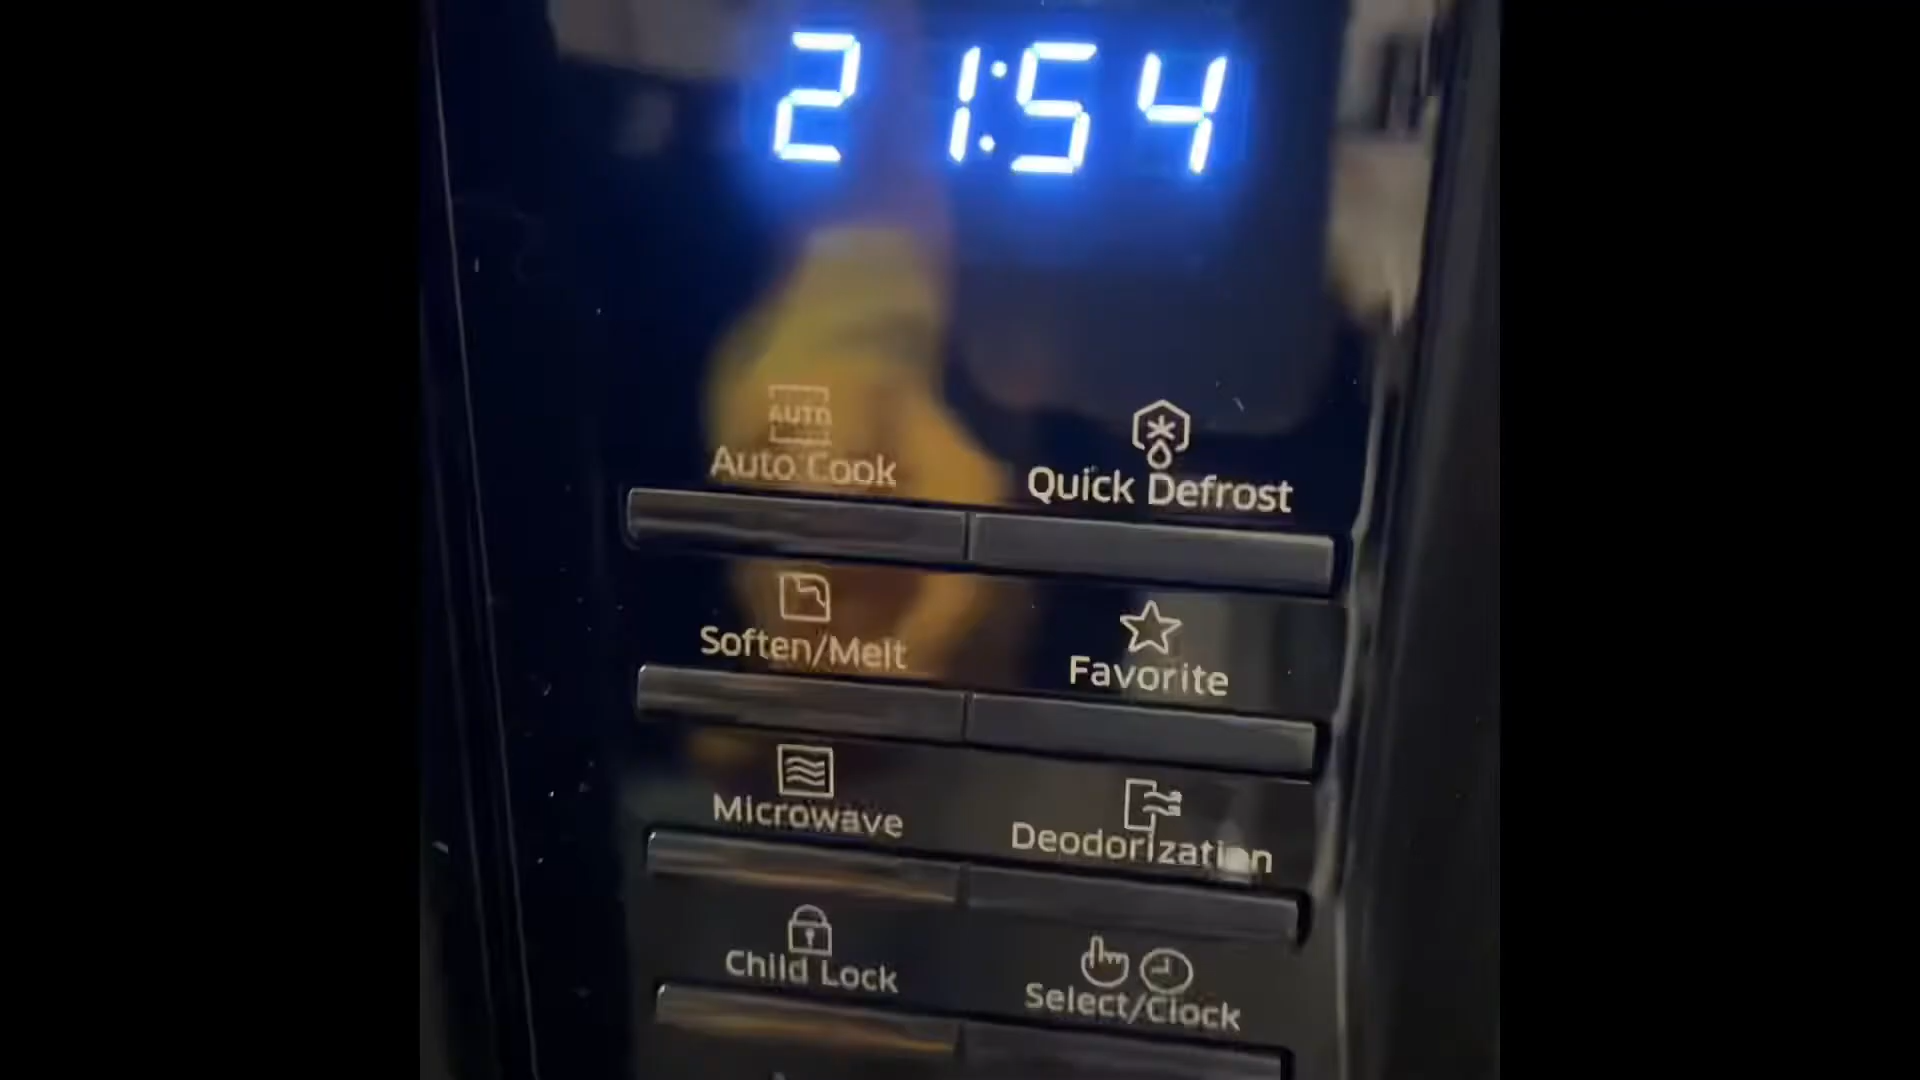 21:54
AUTO
Auto Cook
Quick Defrost
Soften/Melt
Favorite
Microwave
Deodorization
Child Lock
Select/Clock